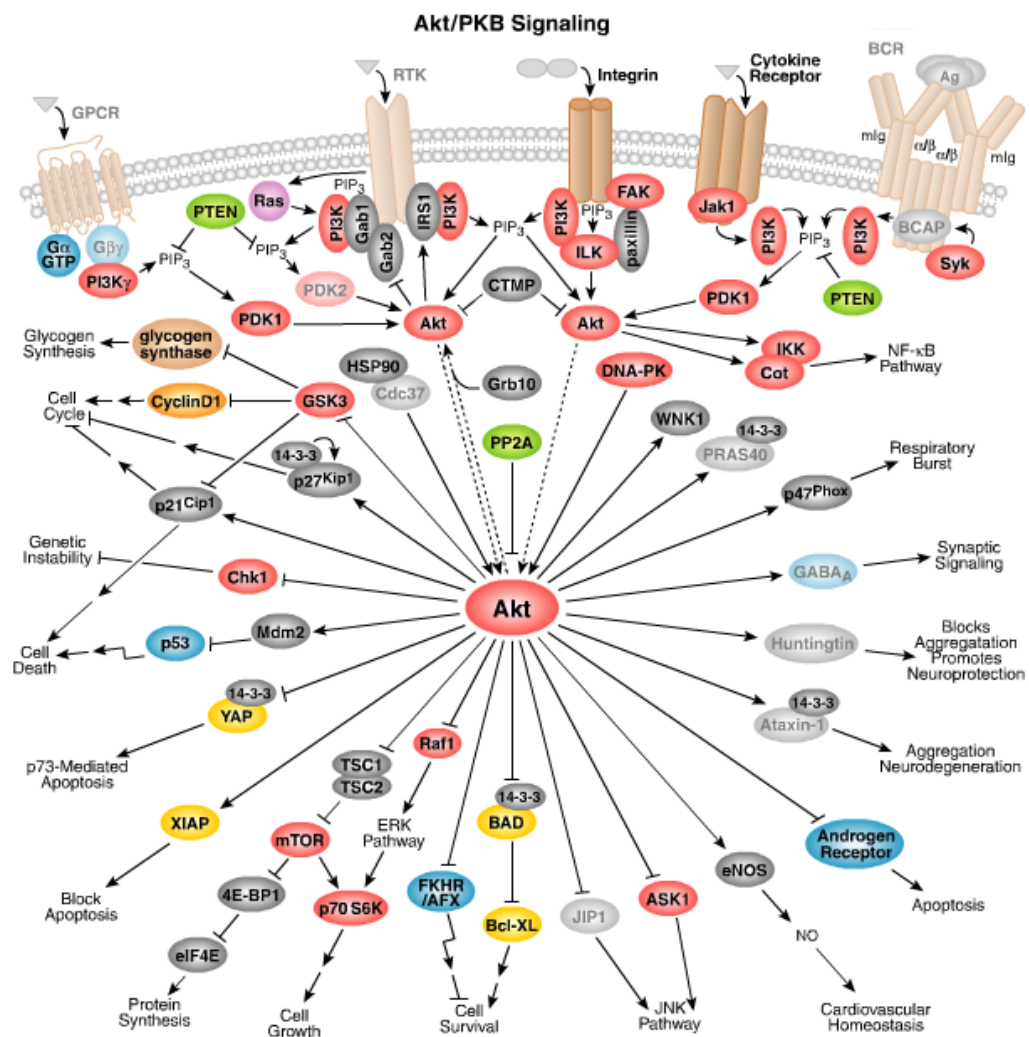 Akt/PKB Signaling
GPCR
RTK
Integrin
Cytokine
Receptor
BCR
Ag
mIg
α/β
α/β
mIg
Gα
GTP
Gβγ
PI3Kγ
PTEN
PIP3
Ras
PIP3
PI3K
Gab1
Gab2
PIP3
IRS1
PI3K
PIP3
PI3K
PIP3
FAK
ILK
paxillin
Jak1
PI3K
PIP3
PI3K
BCAP
Syk
PTEN
PDK1
PDK2
Akt
CTMP
Akt
PDK1
IKK
Cot
NF-κB
Pathway
Glycogen
Synthesis
glycogen
synthase
Cell
Cycle
CyclinD1
GSK3
HSP90
Cdc37
Grb10
DNA-PK
PP2A
WNK1
14-3-3
PRAS40
14-3-3
p27Kip1
p21Cip1
p47Phox
Respiratory
Burst
Genetic
Instability
Chk1
GABAA
Synaptic
Signaling
Akt
Cell
Death
p53
Mdm2
Huntingtin
Blocks
Aggregatation
Promotes
Neuroprotection
14-3-3
YAP
p73-Mediated
Apoptosis
14-3-3
Ataxin-1
Aggregation
Neurodegeneration
XIAP
Block
Apoptosis
TSC1
TSC2
Raf1
ERK
Pathway
mTOR
4E-BP1
eIF4E
Protein
Synthesis
p70 S6K
Cell
Growth
FKHR
/AFX
14-3-3
BAD
Bcl-XL
Cell
Survival
JIP1
ASK1
JNK
Pathway
eNOS
NO
Cardiovascular
Homeostasis
Androgen
Receptor
Apoptosis